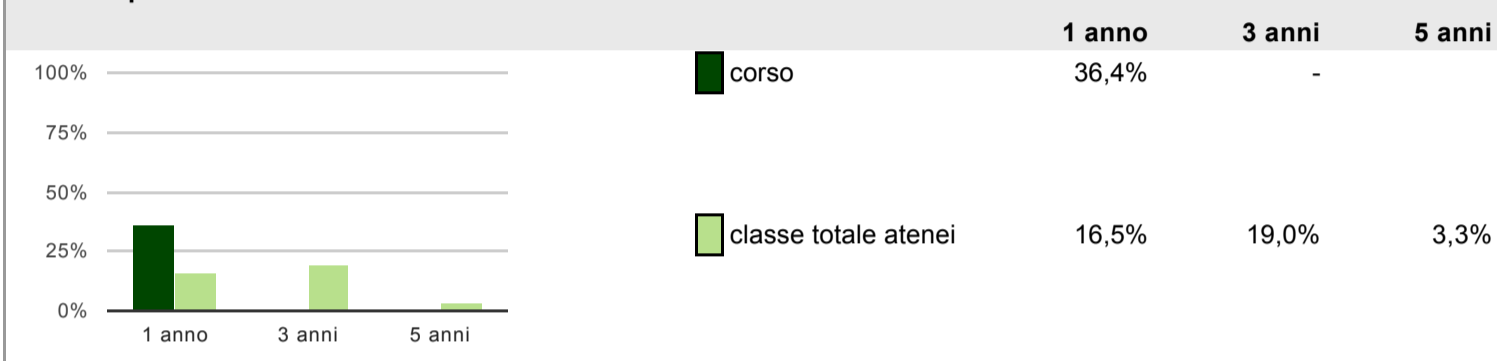 1 anno 3 anni 5 anni
100%
75%
50%
25%
0%
1 anno 3 anni 5 anni
corso 36,4% -
classe totale atenei 16,5% 19,0% 3,3%